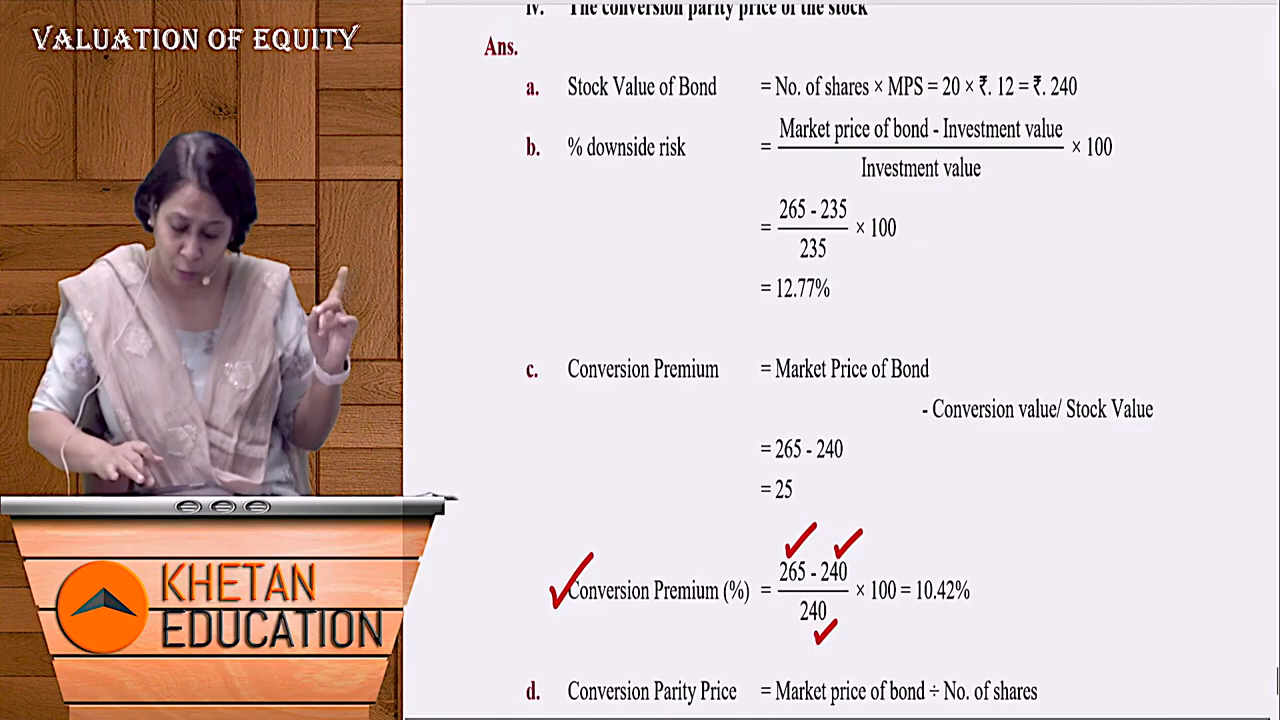 VALUATION OF EQUITY
iv. The conversion parity price of the stock
Ans.
a. Stock Value of Bond = No. of shares × MPS = 20 × ₹. 12 = ₹. 240
b. % downside risk = Market price of bond - Investment value / Investment value × 100
= 265 - 235 / 235 × 100
= 12.77%
c. Conversion Premium = Market Price of Bond
- Conversion value/ Stock Value
= 265 - 240
= 25
Conversion Premium (%) = 265 - 240 / 240 × 100 = 10.42%
d. Conversion Parity Price = Market price of bond ÷ No. of shares
KHETAN
EDUCATION